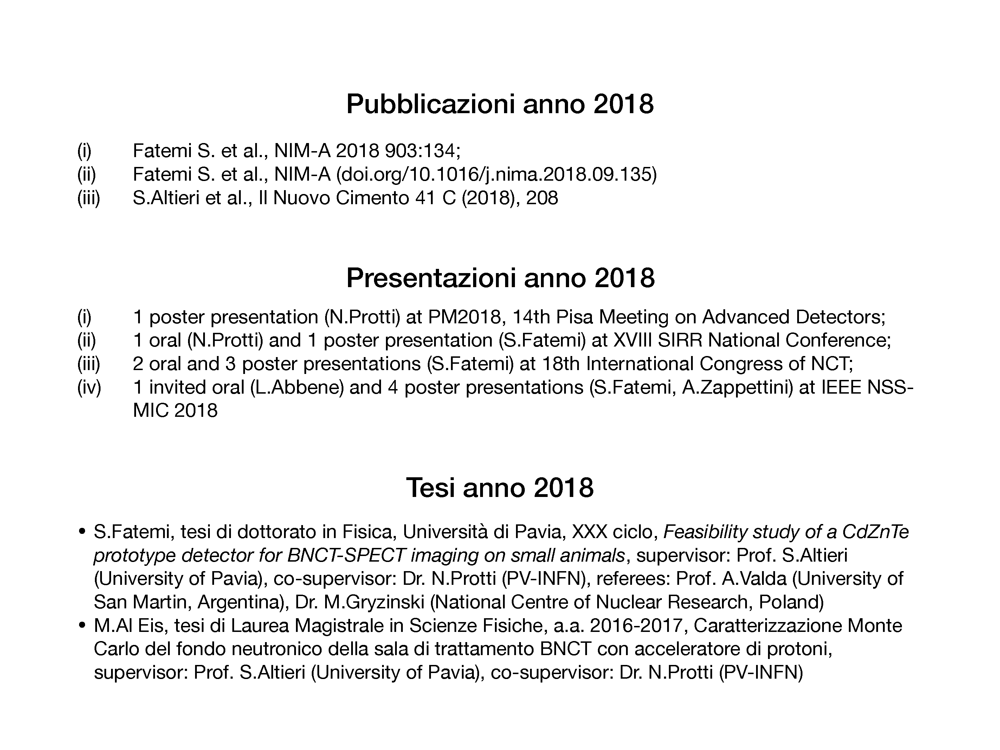 Pubblicazioni anno 2018
(i) Fatemi S. et al., NIM-A 2018 903:134;
(ii) Fatemi S. et al., NIM-A (doi.org/10.1016/j.nima.2018.09.135)
(iii) S.Altieri et al., Il Nuovo Cimento 41 C (2018), 208
Presentazioni anno 2018
(i) 1 poster presentation (N.Protti) at PM2018, 14th Pisa Meeting on Advanced Detectors;
(ii) 1 oral (N.Protti) and 1 poster presentation (S.Fatemi) at XVIII SIRR National Conference;
(iii) 2 oral and 3 poster presentations (S.Fatemi) at 18th International Congress of NCT;
(iv) 1 invited oral (L.Abbene) and 4 poster presentations (S.Fatemi, A.Zappettini) at IEEE NSS-
MIC 2018
Tesi anno 2018
• S.Fatemi, tesi di dottorato in Fisica, Università di Pavia, XXX ciclo, Feasibility study of a CdZnTe
prototype detector for BNCT-SPECT imaging on small animals, supervisor: Prof. S.Altieri
(University of Pavia), co-supervisor: Dr. N.Protti (PV-INFN), referees: Prof. A.Valda (University of
San Martin, Argentina), Dr. M.Gryzinski (National Centre of Nuclear Research, Poland)
• M.Al Eis, tesi di Laurea Magistrale in Scienze Fisiche, a.a. 2016-2017, Caratterizzazione Monte
Carlo del fondo neutronico della sala di trattamento BNCT con acceleratore di protoni,
supervisor: Prof. S.Altieri (University of Pavia), co-supervisor: Dr. N.Protti (PV-INFN)